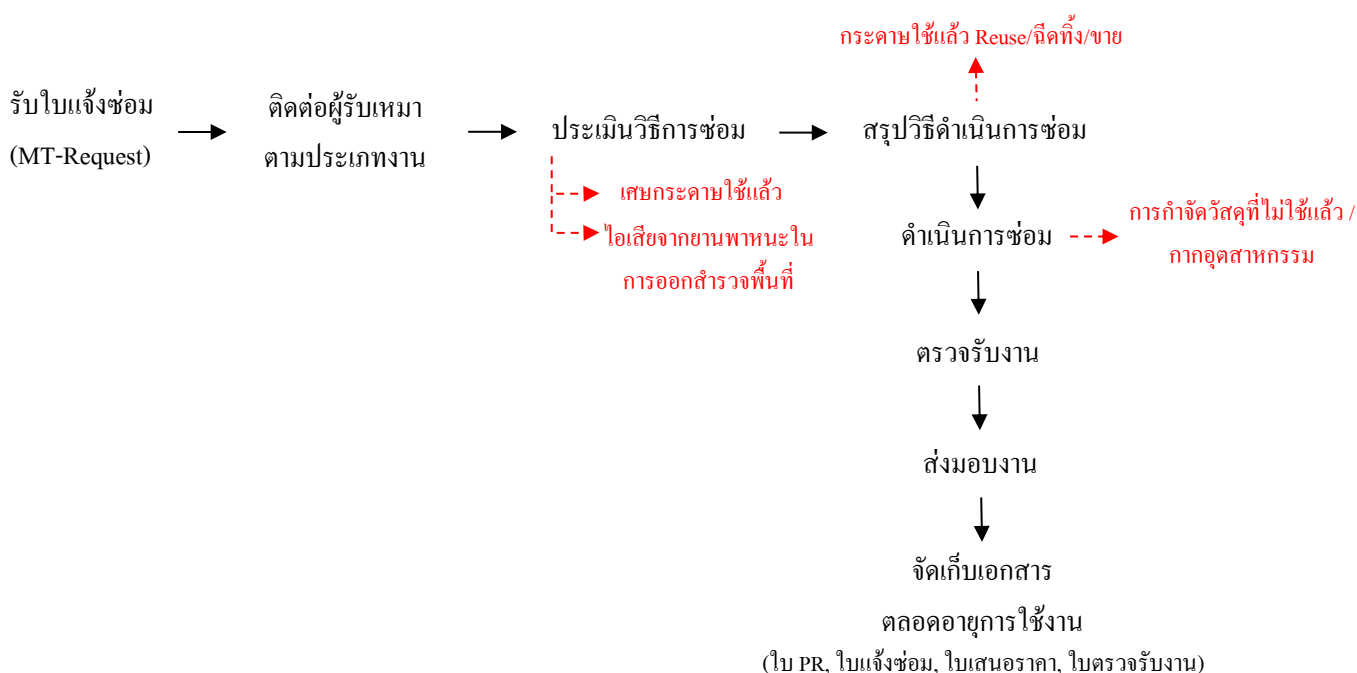 กระดาษใช้แล้ว Reuse/ฉีดทิ้ง/ขาย
รับใบแจ้งซ่อม
(MT-Request)
ติดต่อผู้รับเหมา
ตามประเภทงาน
ประเมินวิธีการซ่อม
สรุปวิธีดำเนินการซ่อม
เศษกระดาษใช้แล้ว
ไอเสียจากยานพาหนะใน
การออกสำรวจพื้นที่
ดำเนินการซ่อม
การกำจัดวัสดุที่ไม่ใช้แล้ว /
กากอุตสาหกรรม
ตรวจรับงาน
ส่งมอบงาน
จัดเก็บเอกสาร
ตลอดอายุการใช้งาน
(ใบ PR, ใบแจ้งซ่อม, ใบเสนอราคา, ใบตรวจรับงาน)